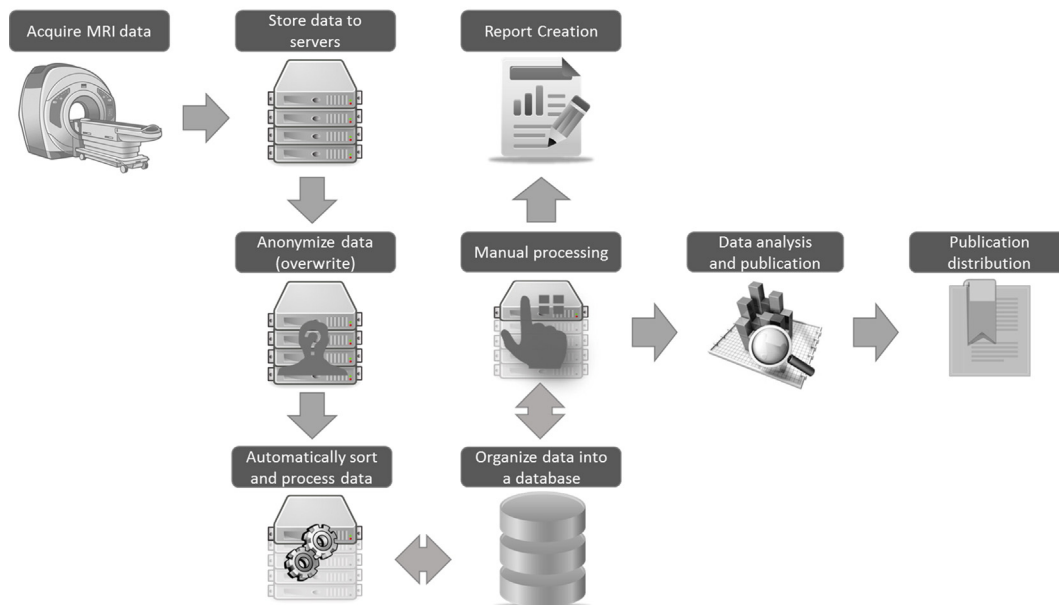 Acquire MRI data
Store data to
servers
Report Creation
Anonymize data
(overwrite)
Manual processing
Data analysis
and publication
Publication
distribution
?
Automatically sort
and process data
Organize data into
a database